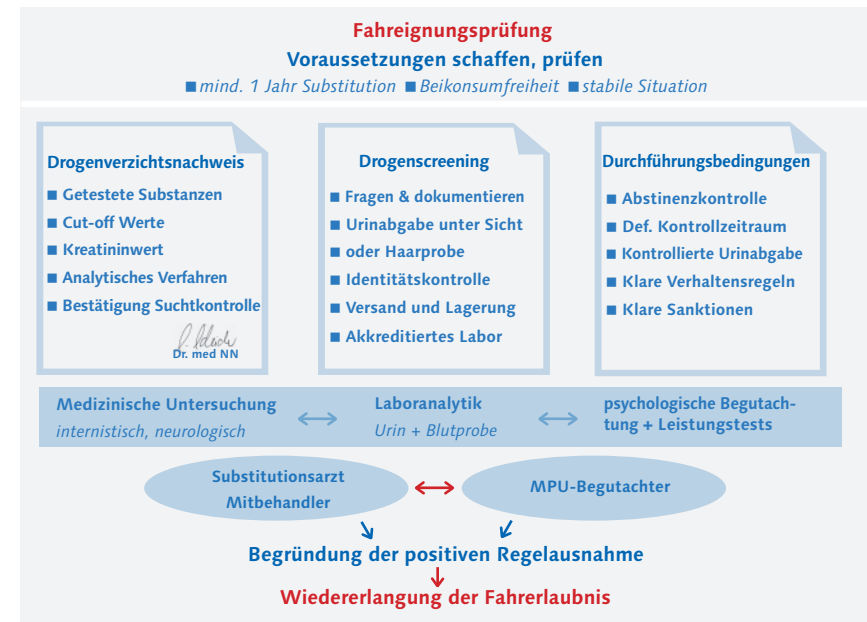 Fahreignungsprüfung
Voraussetzungen schaffen, prüfen
■ mind. 1 Jahr Substitution ■ Beikonsumfreiheit ■ stabile Situation
Drogenverzichtsnachweis
■ Getestete Substanzen
■ Cut-off Werte
■ Kreatininwert
■ Analytisches Verfahren
■ Bestätigung Suchtkontrolle
Dr. med NN
Drogenscreening
■ Fragen & dokumentieren
■ Urinabgabe unter Sicht
■ oder Haarprobe
■ Identitätskontrolle
■ Versand und Lagerung
■ Akkreditiertes Labor
Durchführungsbedingungen
■ Abstinenzkontrolle
■ Def. Kontrollzeitraum
■ Kontrollierte Urinabgabe
■ Klare Verhaltensregeln
■ Klare Sanktionen
Medizinische Untersuchung
internistisch, neurologisch
Laboranalytik
Urin + Blutprobe
psychologische Begutach-
tung + Leistungstests
Substitutionsarzt
Mitbehandler
MPU-Begutachter
Begründung der positiven Regelausnahme
Wiedererlangung der Fahrerlaubnis